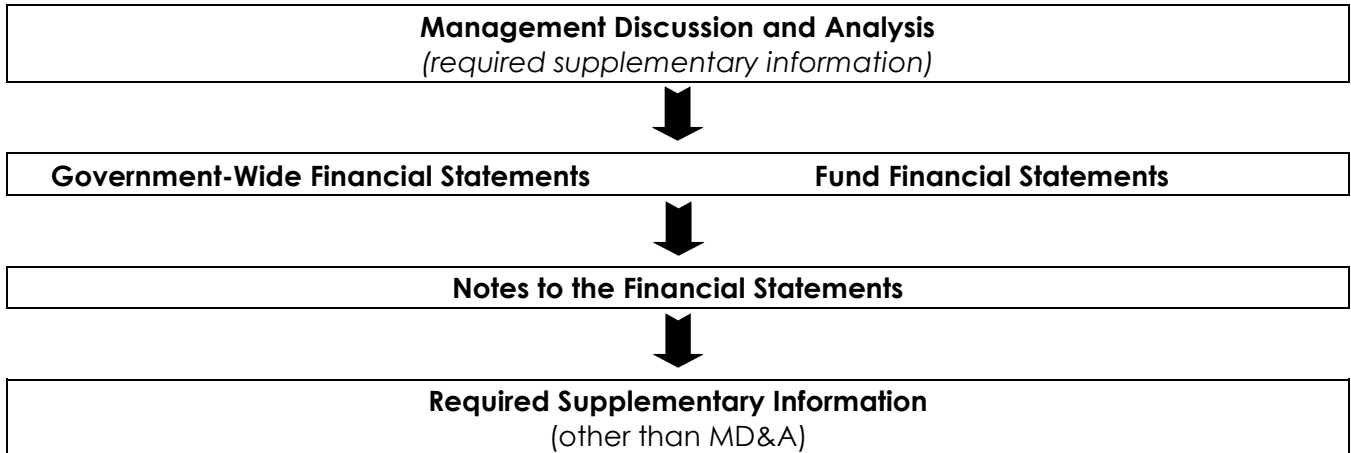 Management Discussion and Analysis
(required supplementary information)
Government-Wide Financial Statements Fund Financial Statements
Notes to the Financial Statements
Required Supplementary Information
(other than MD&A)